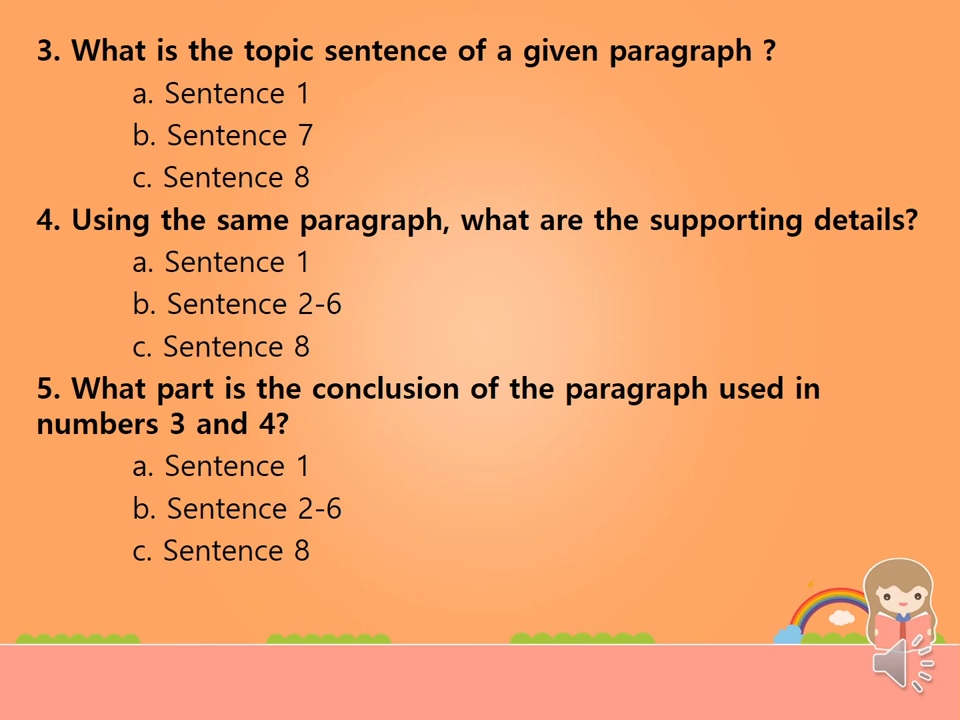 3. What is the topic sentence of a given paragraph ?
a. Sentence 1
b. Sentence 7
c. Sentence 8
4. Using the same paragraph, what are the supporting details?
a. Sentence 1
b. Sentence 2-6
c. Sentence 8
5. What part is the conclusion of the paragraph used in
numbers 3 and 4?
a. Sentence 1
b. Sentence 2-6
c. Sentence 8